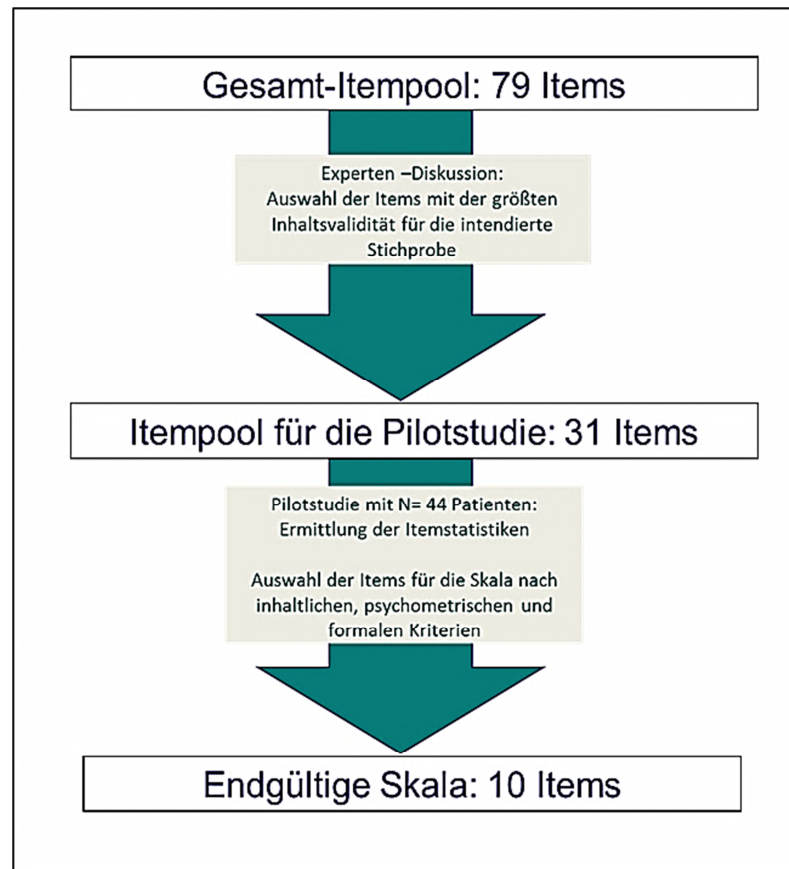 Gesamt-Itempool: 79 Items
Experten –Diskussion:
Auswahl der Items mit der größten
Inhaltsvalidität für die intendierte
Stichprobe
Itempool für die Pilotstudie: 31 Items
Pilotstudie mit N= 44 Patienten:
Ermittlung der Itemstatistiken
Auswahl der Items für die Skala nach
inhaltlichen, psychometrischen und
formalen Kriterien
Endgültige Skala: 10 Items